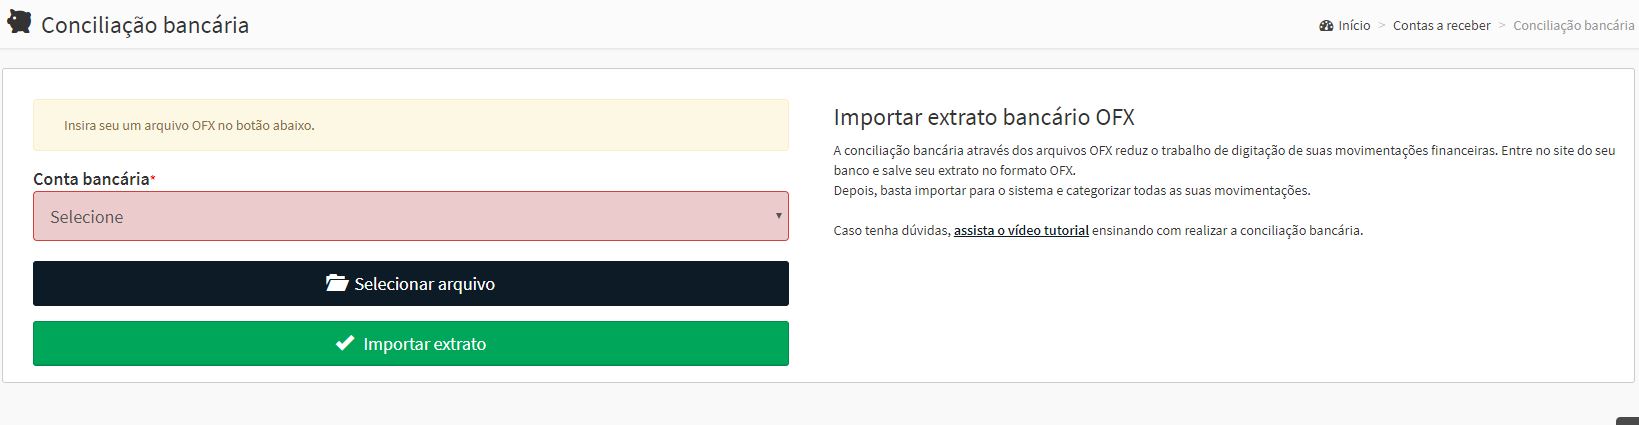 Conciliação bancária
Início > Contas a receber > Conciliação bancária
Insira seu um arquivo OFX no botão abaixo.
Conta bancária*
Selecione
Selecionar arquivo
Importar extrato
Importar extrato bancário OFX
A conciliação bancária através dos arquivos OFX reduz o trabalho de digitação de suas movimentações financeiras. Entre no site do seu
banco e salve seu extrato no formato OFX.
Depois, basta importar para o sistema e categorizar todas as suas movimentações.
Caso tenha dúvidas, assista o vídeo tutorial ensinando com realizar a conciliação bancária.